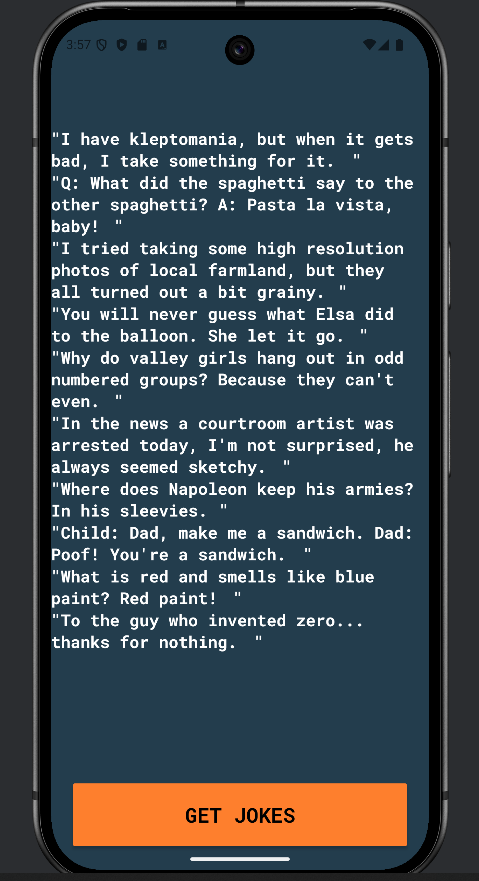 3:57
"I have kleptomania, but when it gets
bad, I take something for it.  "
"Q: What did the spaghetti say to the
other spaghetti? A: Pasta la vista,
baby!  "
"I tried taking some high resolution
photos of local farmland, but they
all turned out a bit grainy.  "
"You will never guess what Elsa did
to the balloon. She let it go.  "
"Why do valley girls hang out in odd
numbered groups? Because they can't
even.  "
"In the news a courtroom artist was
arrested today, I'm not surprised, he
always seemed sketchy.  "
"Where does Napoleon keep his armies?
In his sleevies. "
"Child: Dad, make me a sandwich. Dad:
Poof! You're a sandwich.  "
"What is red and smells like blue
paint? Red paint!  "
"To the guy who invented zero...
thanks for nothing.  "
GET JOKES